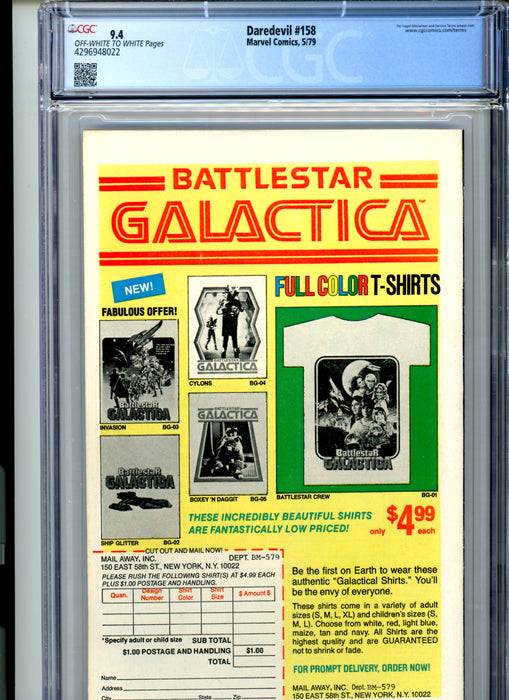 CGC
9.4
OFF-WHITE TO WHITE Pages
4296948022
Daredevil #158
Marvel Comics, 5/79
For Legal Disclaimer and Service Terms please visit:
www.cgccomics.com/terms
CGC
BATTLESTAR
GALACTICA™
NEW!
FABULOUS OFFER!
FULL COLOR T-SHIRTS
BattlestaR
GALACTICA
INVASION BG-03
CYLONS BG-04
BattlestaR
GALACTICA
SHIP GLITTER BG-02
BATTLESTAR
GALACTICA
BOXEY 'N DAGGIT BG-05
BattlestaR
GALACTICA
BATTLESTAR CREW BG-01
THESE INCREDIBLY BEAUTIFUL SHIRTS
ARE FANTASTICALLY LOW PRICED!
only $4.99 each
CUT OUT AND MAIL NOW!
MAIL AWAY, INC. DEPT. BM-579
150 EAST 58th ST., NEW YORK, N.Y. 10022
PLEASE RUSH THE FOLLOWING SHIRT(S) AT $4.99 EACH
PLUS $1.00 POSTAGE AND HANDLING.
Quan. Design Number Shirt Color Shirt Size $ Amount $
*Specify adult or child size SUB TOTAL
$1.00 POSTAGE AND HANDLING $1.00
TOTAL
Name
Address
City State Zip
Be the first on Earth to wear these
authentic "Galactical Shirts." You'll
be the envy of everyone.
These shirts come in a variety of adult
sizes (S, M, L, XL) and children's sizes (S,
M, L). Choose from white, red, light blue,
maize, tan and navy. All Shirts are the
highest quality and are GUARANTEED
not to shrink or fade.
FOR PROMPT DELIVERY, ORDER NOW!
MAIL AWAY, INC. Dept. BM-579
150 EAST 58th ST., NEW YORK, N.Y. 10022